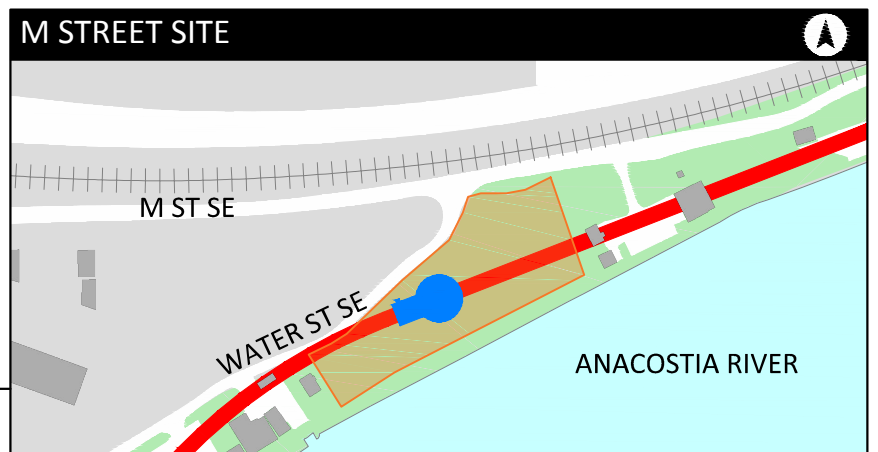 M STREET SITE
M ST SE
WATER ST SE
ANACOSTIA RIVER